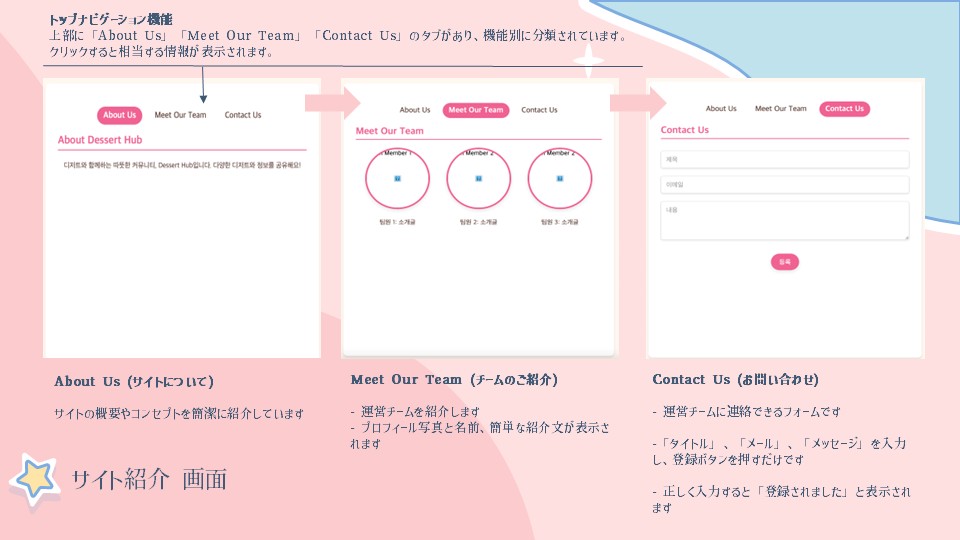 トップナビゲーション機能
上部に「About Us」「Meet Our Team」「Contact Us」のタブがあり、機能別に分類されています。
クリックすると相当する情報が表示されます。
About Us Meet Our Team Contact Us
About Dessert Hub
디저트와 함께하는 따뜻한 커뮤니티, Dessert Hub입니다. 다양한 디저트와 정보를 공유해요!
About Us Meet Our Team Contact Us
Meet Our Team
Member 1 Member 2 Member 2
팀원 1: 소개글 팀원 2: 소개글 팀원 3: 소개글
About Us Meet Our Team Contact Us
Contact Us
제목
이메일
내용
등록
About Us (サイトについて)
サイトの概要やコンセプトを簡潔に紹介しています
Meet Our Team (チームのご紹介)
- 運営チームを紹介します
- プロフィール写真と名前、簡単な紹介文が表示さ
れます
Contact Us (お問い合わせ)
- 運営チームに連絡できるフォームです
-「タイトル」、「メール」、「メッセージ」を入力
し、登録ボタンを押すだけです
- 正しく入力すると「登録されました」と表示され
ます
サイト紹介 画面